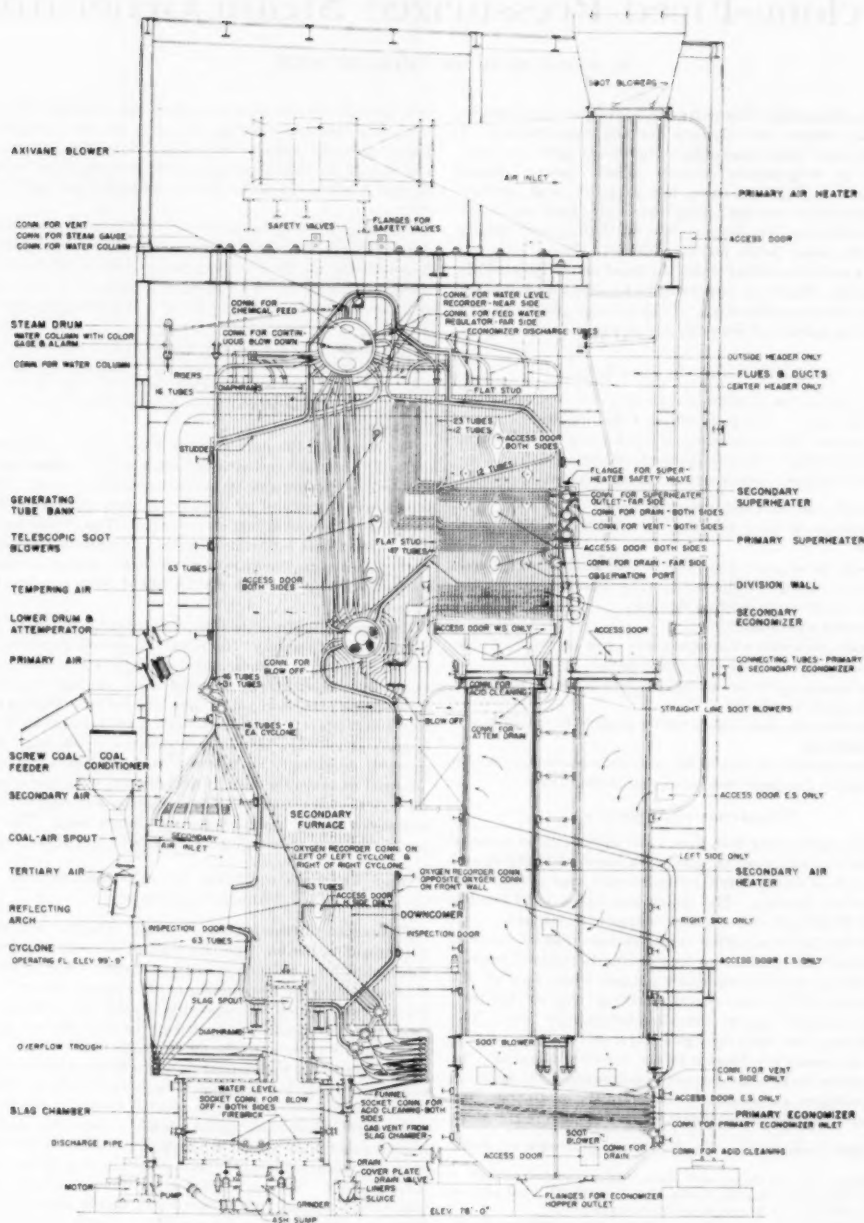 SOOT BLOWERS
AXIVANE BLOWER
AIR INLET
PRIMARY AIR HEATER
CONN. FOR VENT
CONN. FOR STEAM GAUGE
CONN FOR WATER COLUMN
SAFETY VALVES
FLANGES FOR
SAFETY VALVES
ACCESS DOOR
CONN. FOR
CHEMICAL FEED
CONN. FOR WATER LEVEL
RECORDER-NEAR SIDE
CONN. FOR FEED WATER
REGULATOR-FAR SIDE
ECONOMIZER DISCHARGE TUBES
STEAM DRUM
WATER COLUMN WITH COLOR
GAGE & ALARM
CONN FOR CONTIN-
UOUS BLOW DOWN
CONN. FOR WATER COLUMN
RISERS
16 TUBES
DIAPHRAMS
FLAT STUD
OUTSIDE HEADER ONLY
FLUES & DUCTS
CENTER HEADER ONLY
23 TUBES
12 TUBES
ACCESS DOOR
BOTH SIDES
12 TUBES
FLANGE FOR SUPER-
HEATER SAFETY VALVE
GENERATING
TUBE BANK
CONN FOR SUPERHEATER
OUTLET-FAR SIDE
CONN FOR DRAIN-BOTH SIDES
CONN FOR VENT-BOTH SIDES
SECONDARY
SUPERHEATER
TELESCOPIC SOOT
BLOWERS
63 TUBES
FLAT STUD
ACCESS DOOR BOTH SIDES
CONN FOR DRAIN-FAR SIDE
OBSERVATION PORT
PRIMARY SUPERHEATER
TEMPERING AIR
ACCESS DOOR
BOTH SIDES
DIVISION WALL
LOWER DRUM &
ATTEMPERATOR
SECONDARY
ECONOMIZER
ACCESS DOOR W.S. ONLY
ACCESS DOOR
PRIMARY AIR
CONN. FOR
BLOW OFF
CONNECTING TUBES-PRIMARY
& SECONDARY ECONOMIZER
16 TUBES
CONN FOR
ACID CLEANING
STRAIGHT LINE SOOT BLOWERS
16 TUBES-8
EA. CYCLONE
BLOW OFF
CONN FOR
ATTEM. DRAIN
SCREW COAL
FEEDER
COAL
CONDITIONER
SECONDARY AIR
SECONDARY
AIR INLET
SECONDARY
FURNACE
ACCESS DOOR E.S. ONLY
COAL-AIR SPOUT
OXYGEN RECORDER CONN. ON
LEFT OF LEFT CYCLONE &
RIGHT OF RIGHT CYCLONE
LEFT SIDE ONLY
TERTIARY AIR
OXYGEN RECORDER CONN.
OPPOSITE OXYGEN CONN
ON FRONT WALL
SECONDARY AIR
HEATER
63 TUBES
ACCESS DOOR
L.H. SIDE ONLY
REFLECTING
ARCH
DOWNCOMER
RIGHT SIDE ONLY
INSPECTION DOOR
INSPECTION DOOR
CYCLONE
63 TUBES
OPERATING FL. ELEV. 99'-9"
ACCESS DOOR E.S. ONLY
SLAG SPOUT
DIAPHRAMS
OVERFLOW TROUGH
SOOT BLOWER
CONN FOR VENT
L.H. SIDE ONLY
WATER LEVEL
SOCKET CONN. FOR BLOW
OFF-BOTH SIDES
FIREBRICK
SLAG CHAMBER
FUNNEL
SOCKET CONN. FOR
ACID CLEANING-BOTH
SIDES
GAS VENT FROM
SLAG CHAMBER
ACCESS DOOR E.S. ONLY
PRIMARY ECONOMIZER
CONN FOR PRIMARY ECONOMIZER INLET
SOOT
BLOWER
CONN FOR
DRAIN
CONN FOR ACID CLEANING
DISCHARGE PIPE
DRAIN
COVER PLATE
DRAIN VALVE
LINERS
SLUICE
ACCESS DOOR
MOTOR
PUMP
GRINDER
ASH SUMP
FLANGES FOR ECONOMIZER
HOPPER OUTLET
ELEV. 78'-0"